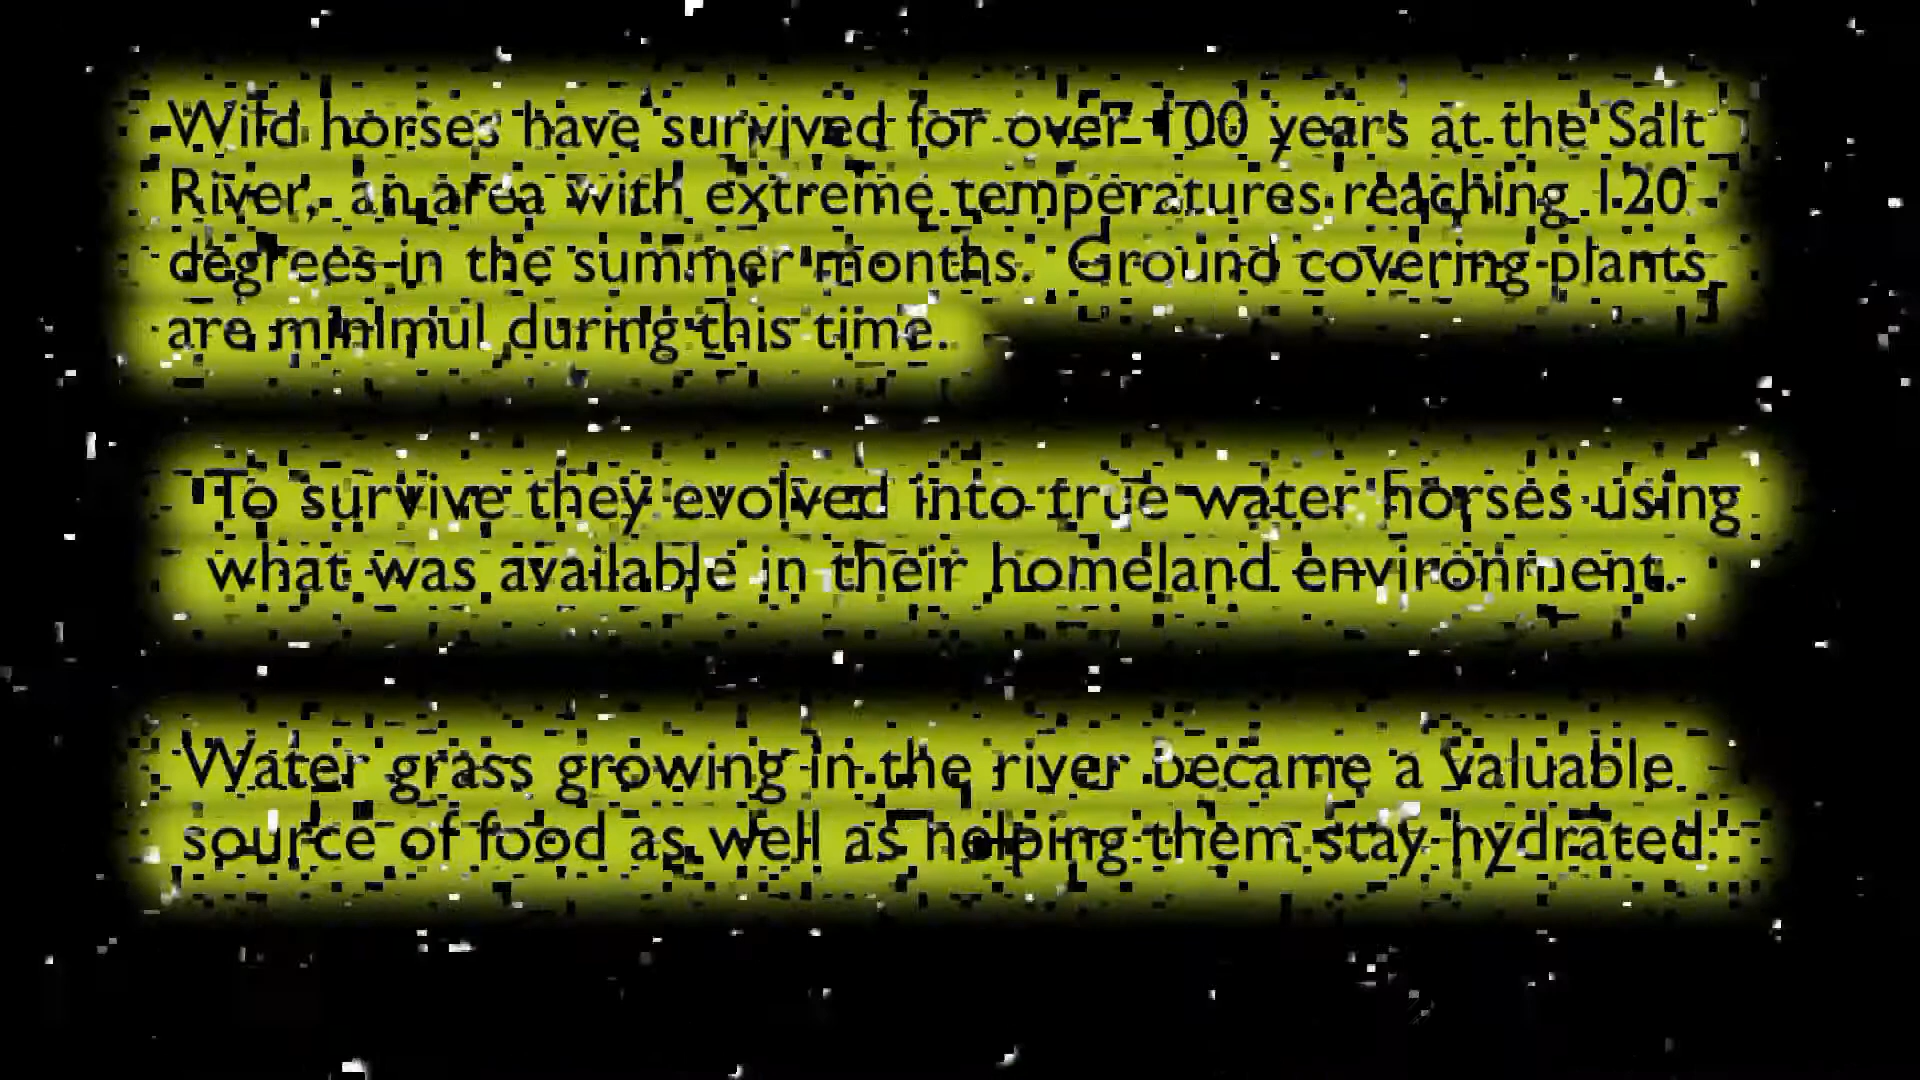 Wild horses have survived for over 100 years at the Salt
River, an area with extreme temperatures reaching 120
degrees in the summer months. Ground covering plants
are minimul during this time.
To survive they evolved into true water horses using
what was available in their homeland environment.
Water grass growing in the river became a valuable
source of food as well as helping them stay hydrated.